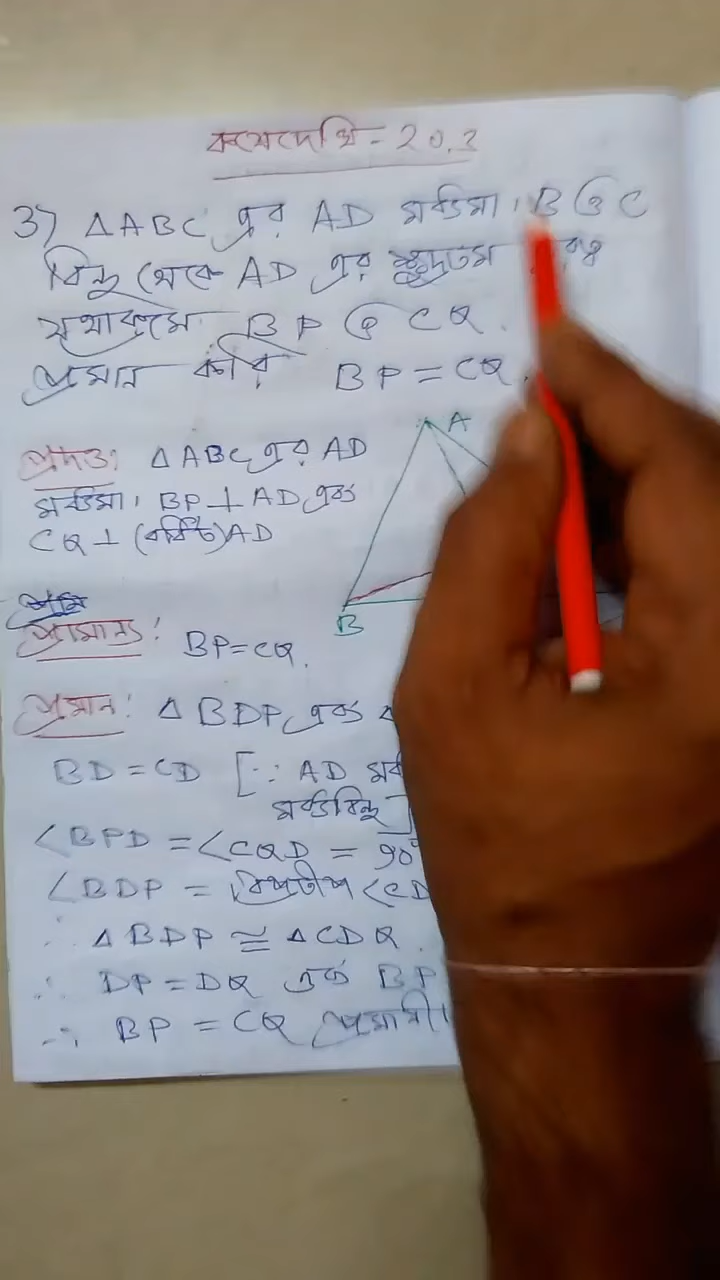 কষেদেখি - 20.2
3) ΔABC এর AD মধ্যমা। B ও C
বিন্দু থেকে AD এর ক্ষুদ্রতম
যথাক্রমে BP ও CQ.
প্রমান করি BP = CQ.
A
প্রদত্ত: ΔABC এর AD
মধ্যমা। BP ⊥ AD এবং
CQ ⊥ (বর্ধিত) AD
B
প্রামান্য: BP = CQ.
প্রমান: ΔBDP এবং
BD = CD [∵ AD
মধ্যবিন্দু]
∠BPD = ∠CQD = 90°
∠BDP = বিপ্রতীপ ∠CD
∴ ΔBDP ≅ ΔCDQ.
∴ DP = DQ এবং BP
∴ BP = CQ